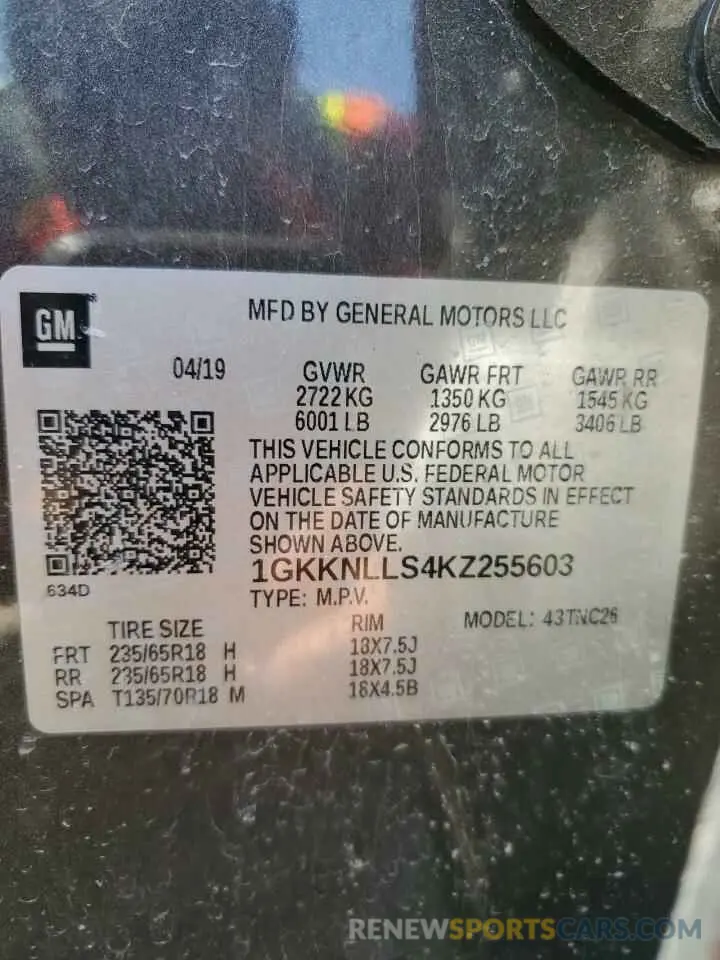 GM
MFD BY GENERAL MOTORS LLC
04/19 GVWR GAWR FRT GAWR RR
2722 KG 1350 KG 1545 KG
6001 LB 2976 LB 3406 LB
THIS VEHICLE CONFORMS TO ALL
APPLICABLE U.S. FEDERAL MOTOR
VEHICLE SAFETY STANDARDS IN EFFECT
ON THE DATE OF MANUFACTURE
SHOWN ABOVE.
1GKKNLLS4KZ255603
634D
TYPE: M.P.V. MODEL: 43TNC26
TIRE SIZE RIM
FRT 235/65R18 H 18X7.5J
RR 235/65R18 H 18X7.5J
SPA T135/70R18 M 18X4.5B
RENEWSPORTSCARS.COM